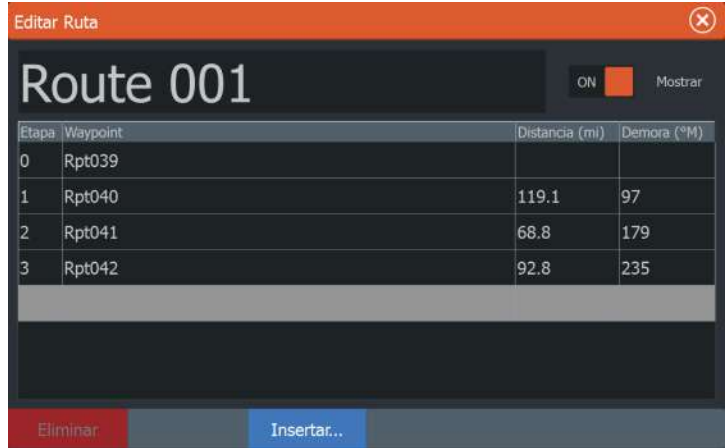 Editar Ruta
Route 001
ON Mostrar
Etapa Waypoint Distancia (mi) Demora (°M)
0 Rpt039
1 Rpt040 119.1 97
2 Rpt041 68.8 179
3 Rpt042 92.8 235
Eliminar Insertar...